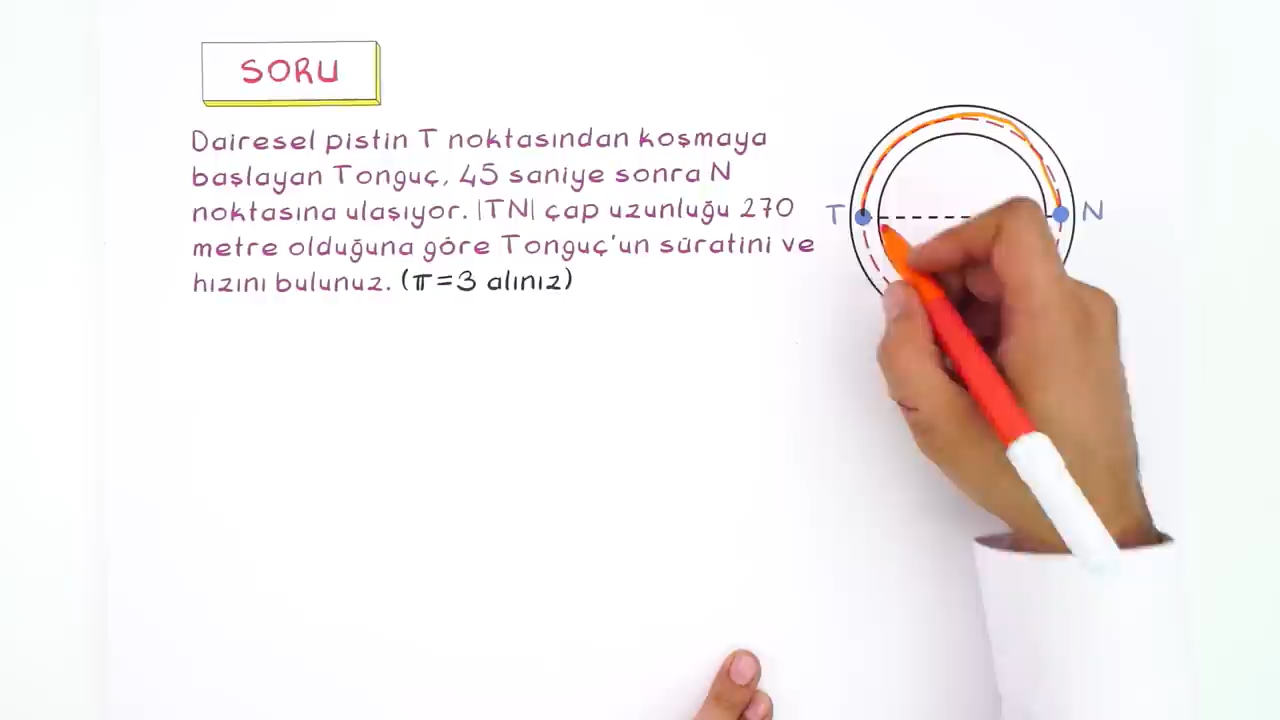 SORU
Dairesel pistin T noktasından koşmaya
başlayan Tonguç, 45 saniye sonra N
noktasına ulaşıyor. |TN| çap uzunluğu 270
metre olduğuna göre Tonguç'un süratini ve
hızını bulunuz. (π=3 alınız)
T
N